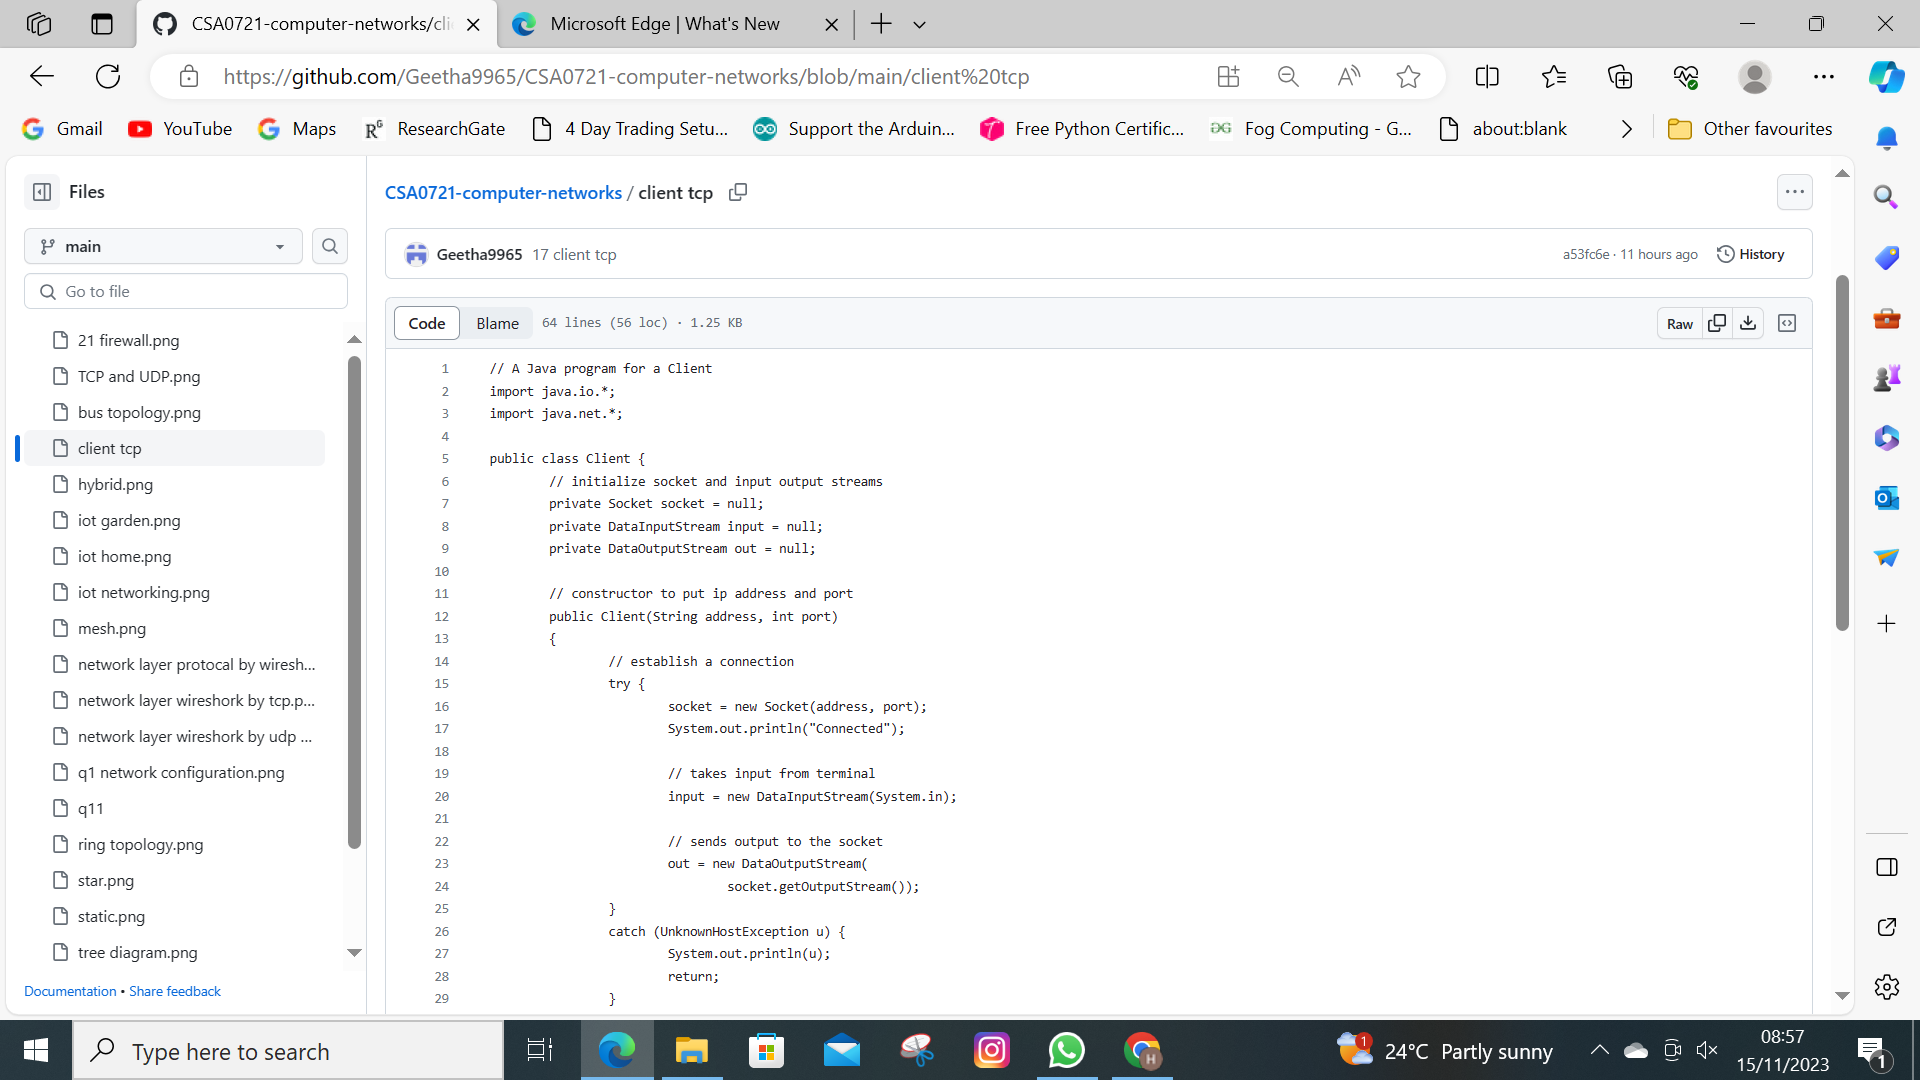 CSA0721-computer-networks/cli
Microsoft Edge | What's New
https://github.com/Geetha9965/CSA0721-computer-networks/blob/main/client%20tcp
Gmail
YouTube
Maps
ResearchGate
4 Day Trading Setu...
Support the Arduin...
Free Python Certific...
Fog Computing - G...
about:blank
Other favourites
Files
main
Go to file
21 firewall.png
TCP and UDP.png
bus topology.png
client tcp
hybrid.png
iot garden.png
iot home.png
iot networking.png
mesh.png
network layer protocal by wiresh...
network layer wireshork by tcp.p...
network layer wireshork by udp ...
q1 network configuration.png
q11
ring topology.png
star.png
static.png
tree diagram.png
Documentation • Share feedback
CSA0721-computer-networks / client tcp
Geetha9965 17 client tcp
a53fc6e · 11 hours ago
History
Code Blame 64 lines (56 loc) · 1.25 KB
Raw
1 // A Java program for a Client
2 import java.io.*;
3 import java.net.*;
4
5 public class Client {
6 // initialize socket and input output streams
7 private Socket socket = null;
8 private DataInputStream input = null;
9 private DataOutputStream out = null;
10
11 // constructor to put ip address and port
12 public Client(String address, int port)
13 {
14 // establish a connection
15 try {
16 socket = new Socket(address, port);
17 System.out.println("Connected");
18
19 // takes input from terminal
20 input = new DataInputStream(System.in);
21
22 // sends output to the socket
23 out = new DataOutputStream(
24 socket.getOutputStream());
25 }
26 catch (UnknownHostException u) {
27 System.out.println(u);
28 return;
29 }
Type here to search
1
24°C Partly sunny
08:57
15/11/2023
1